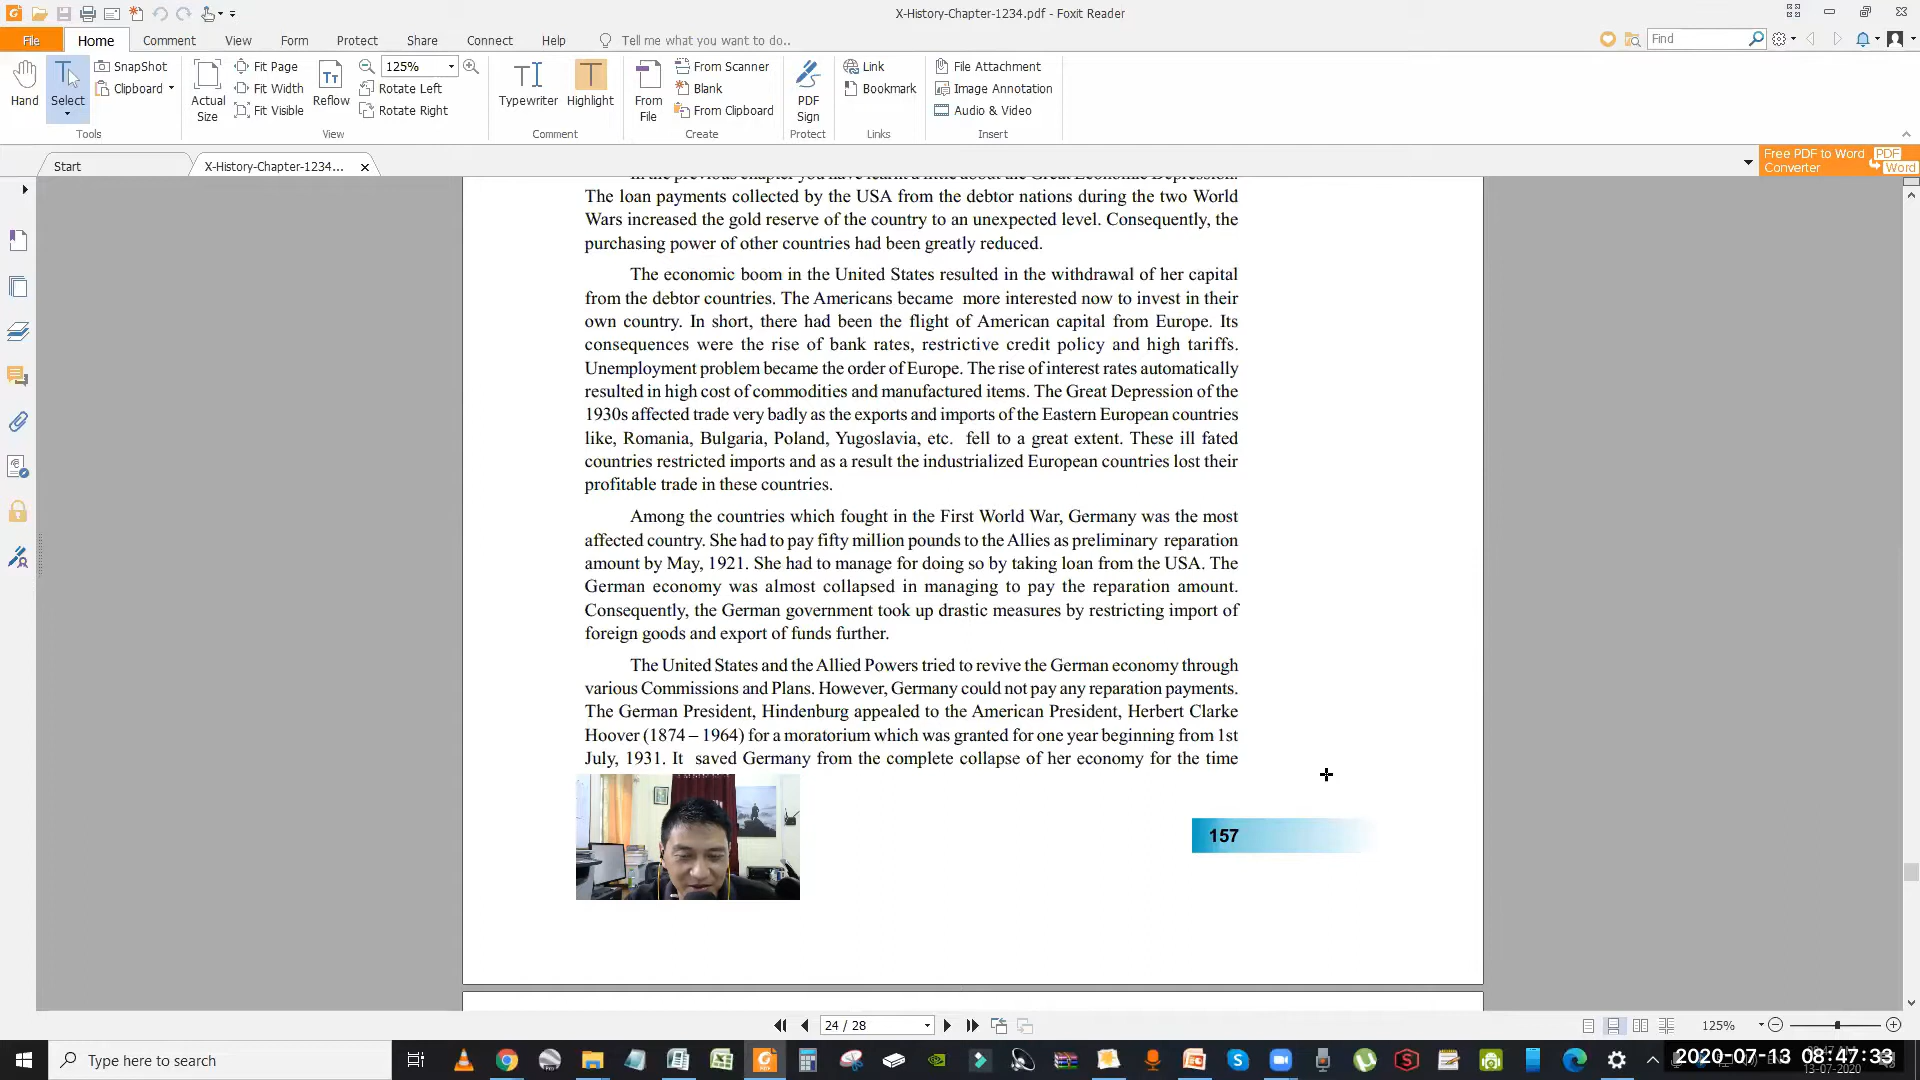 X-History-Chapter-1234.pdf - Foxit Reader
File Home Comment View Form Protect Share Connect Help Tell me what you want to do.. Find
Hand
Select
SnapShot
Clipboard
Tools
Actual Size
Fit Page
Fit Width
Fit Visible
Reflow
125%
Rotate Left
Rotate Right
View
Typewriter
Highlight
Comment
From File
From Scanner
Blank
From Clipboard
Create
PDF Sign
Protect
Link
Bookmark
Links
File Attachment
Image Annotation
Audio & Video
Insert
Start X-History-Chapter-1234...
Free PDF to Word Converter
PDF
Word
In the previous chapter you have learnt a little about the Great Economic Depression.
The loan payments collected by the USA from the debtor nations during the two World
Wars increased the gold reserve of the country to an unexpected level. Consequently, the
purchasing power of other countries had been greatly reduced.
The economic boom in the United States resulted in the withdrawal of her capital
from the debtor countries. The Americans became more interested now to invest in their
own country. In short, there had been the flight of American capital from Europe. Its
consequences were the rise of bank rates, restrictive credit policy and high tariffs.
Unemployment problem became the order of Europe. The rise of interest rates automatically
resulted in high cost of commodities and manufactured items. The Great Depression of the
1930s affected trade very badly as the exports and imports of the Eastern European countries
like, Romania, Bulgaria, Poland, Yugoslavia, etc. fell to a great extent. These ill fated
countries restricted imports and as a result the industrialized European countries lost their
profitable trade in these countries.
Among the countries which fought in the First World War, Germany was the most
affected country. She had to pay fifty million pounds to the Allies as preliminary reparation
amount by May, 1921. She had to manage for doing so by taking loan from the USA. The
German economy was almost collapsed in managing to pay the reparation amount.
Consequently, the German government took up drastic measures by restricting import of
foreign goods and export of funds further.
The United States and the Allied Powers tried to revive the German economy through
various Commissions and Plans. However, Germany could not pay any reparation payments.
The German President, Hindenburg appealed to the American President, Herbert Clarke
Hoover (1874 – 1964) for a moratorium which was granted for one year beginning from 1st
July, 1931. It saved Germany from the complete collapse of her economy for the time
157
24 / 28
125%
Type here to search
2020-07-13 08:47:33
13-07-2020